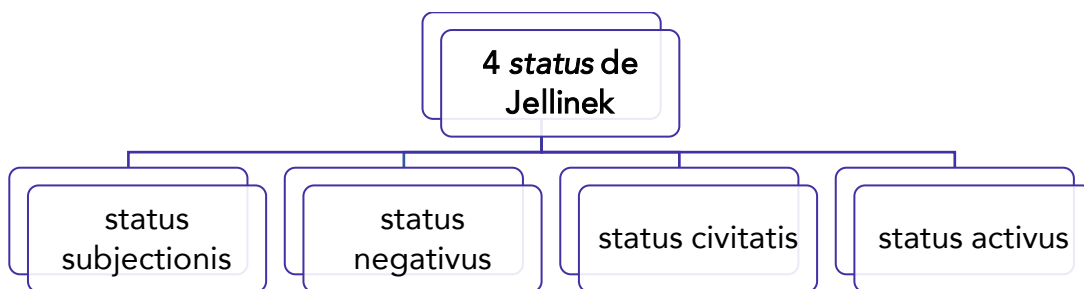 4 status de
Jellinek
status
subjectionis
status
negativus
status civitatis
status activus